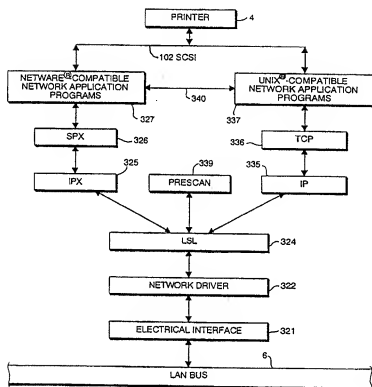 PRINTER
4
102 SCSI
NETWARE®-COMPATIBLE
NETWORK APPLICATION
PROGRAMS
327
340
UNIX®-COMPATIBLE
NETWORK APPLICATION
PROGRAMS
337
SPX
326
TCP
336
IPX
325
PRESCAN
339
IP
335
LSL
324
NETWORK DRIVER
322
ELECTRICAL INTERFACE
321
LAN BUS
6